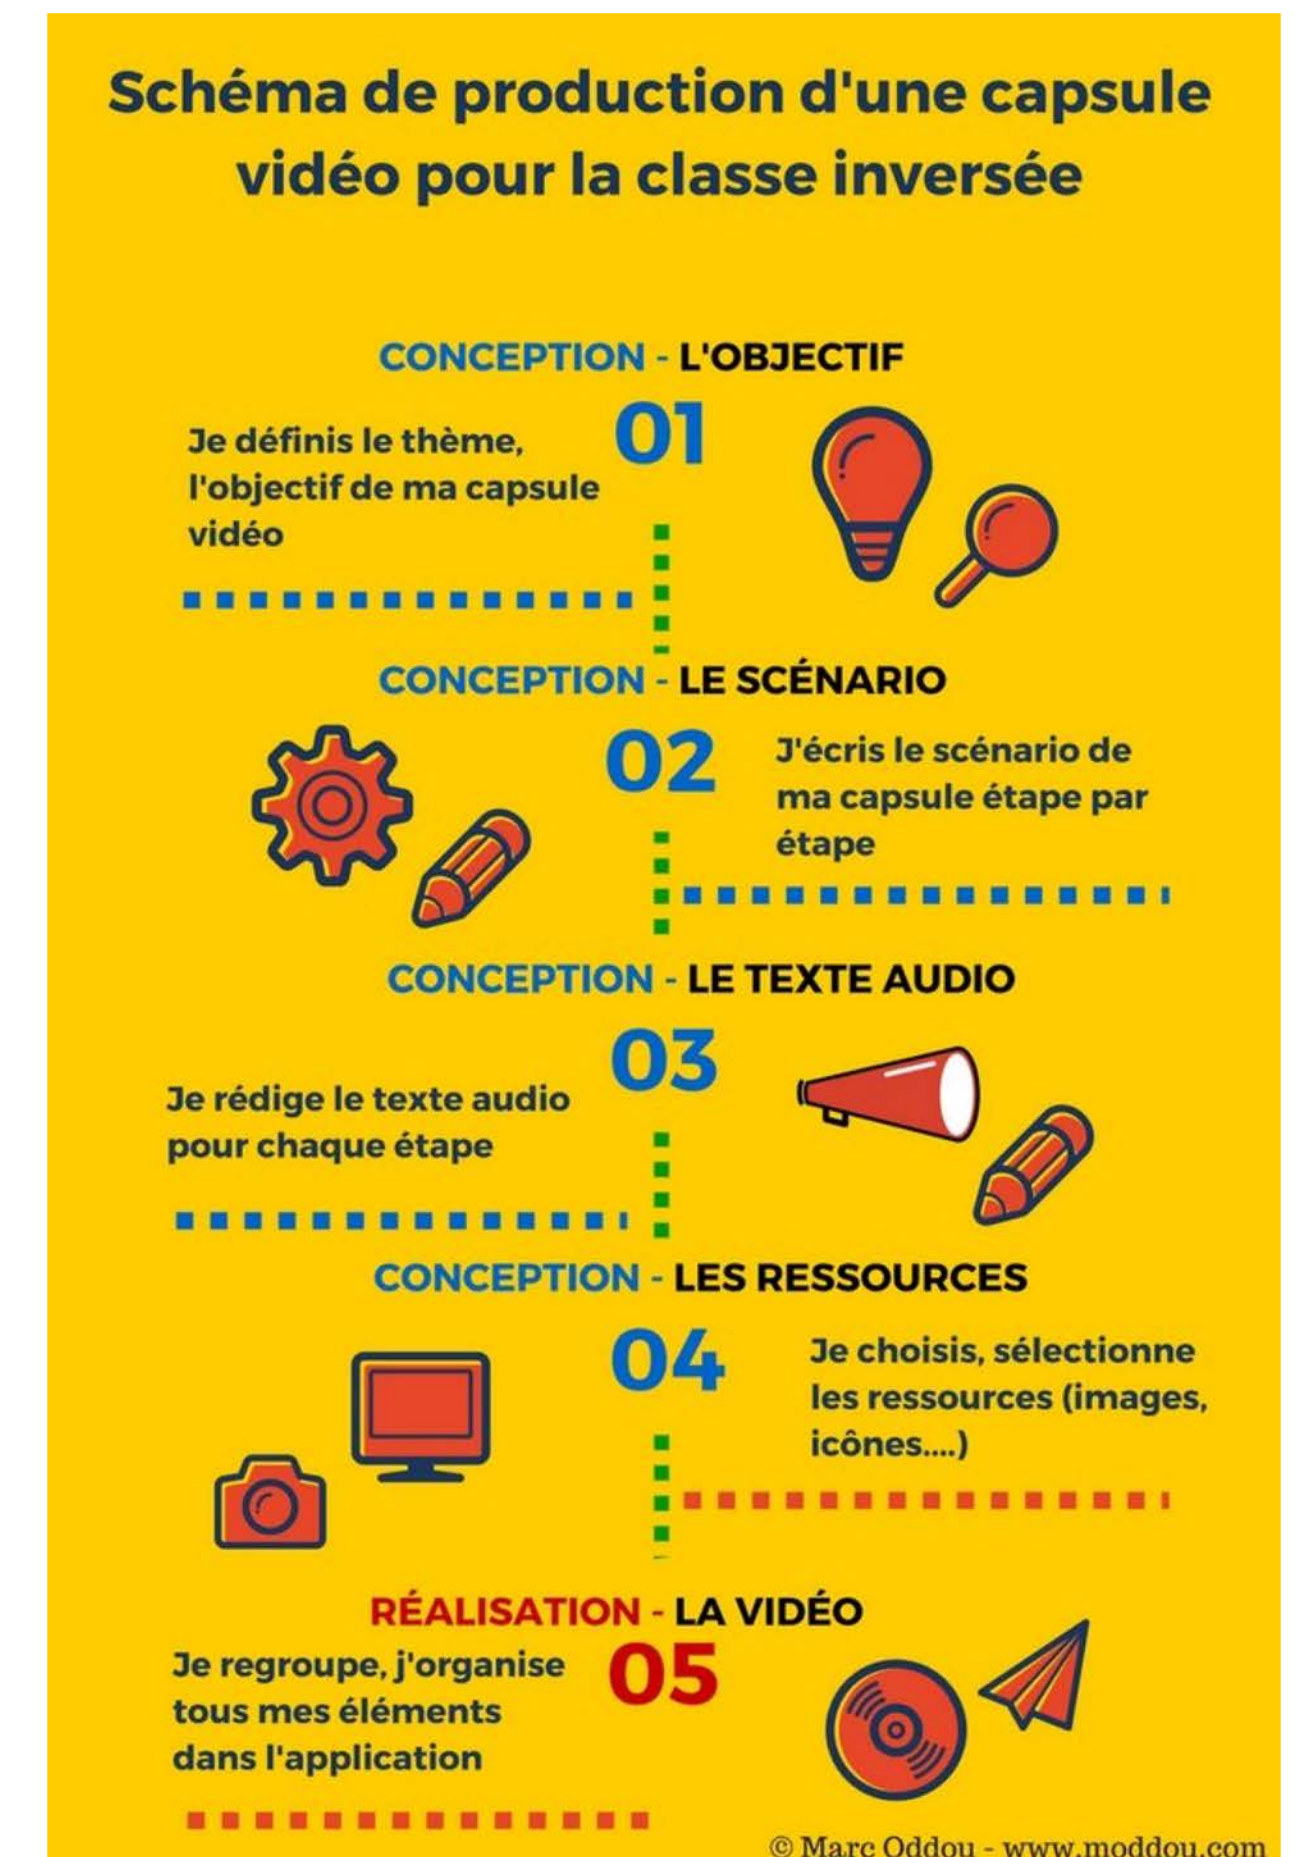 Schéma de production d'une capsule
vidéo pour la classe inversée
CONCEPTION - L'OBJECTIF
01
Je définis le thème,
l'objectif de ma capsule
vidéo
CONCEPTION - LE SCÉNARIO
02
J'écris le scénario de
ma capsule étape par
étape
CONCEPTION - LE TEXTE AUDIO
03
Je rédige le texte audio
pour chaque étape
CONCEPTION - LES RESSOURCES
04
Je choisis, sélectionne
les ressources (images,
icônes....)
RÉALISATION - LA VIDÉO
05
Je regroupe, j'organise
tous mes éléments
dans l'application
© Marc Oddou - www.moddou.com